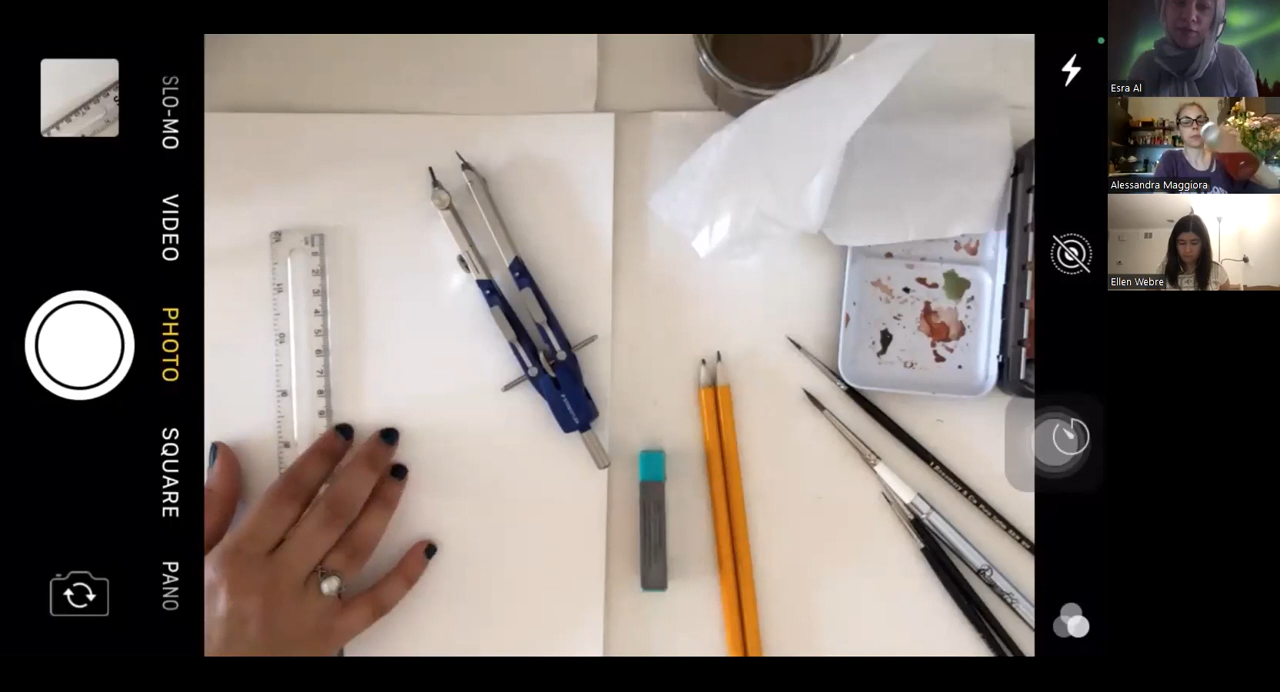 SLO-MO
VIDEO
PHOTO
SQUARE
PANO
Esra Al
Alessandra Maggiora
Ellen Webre